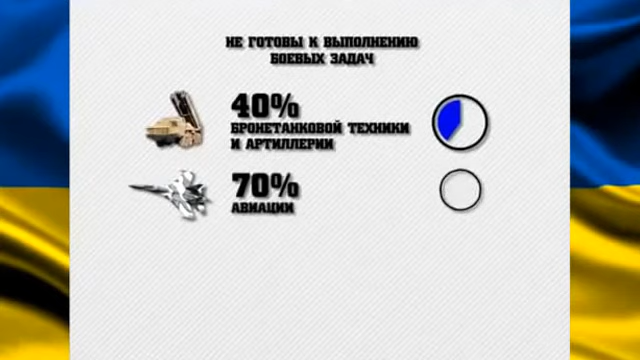 НЕ ГОТОВЫ К ВЫПОЛНЕНИЮ
БОЕВЫХ ЗАДАЧ
40%
БРОНЕТАНКОВОЙ ТЕХНИКИ
И АРТИЛЛЕРИИ
70%
АВИАЦИИ